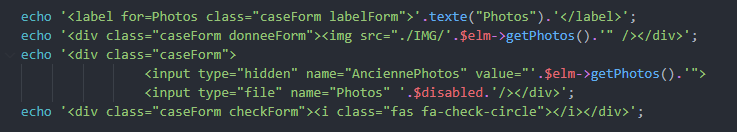 echo '<label for=Photos class="caseForm labelForm">'.texte("Photos").'</label>';
echo '<div class="caseForm donneeForm"><img src="./IMG/'.$elm->getPhotos().'" /></div>';
echo '<div class="caseForm">
<input type="hidden" name="AnciennePhotos" value="'.$elm->getPhotos().'">
<input type="file" name="Photos" '.$disabled.'/></div>';
echo '<div class="caseForm checkForm"><i class="fas fa-check-circle"></i></div>';